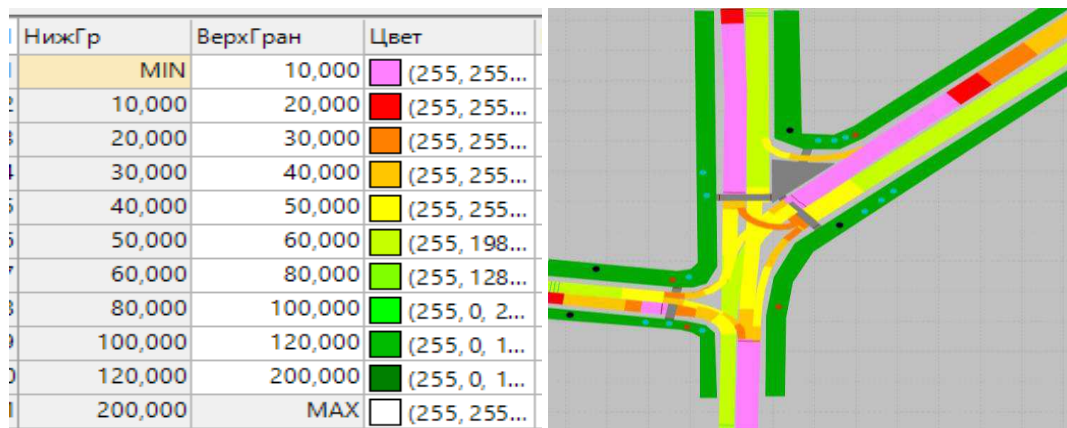 НижГр ВерхГран Цвет
MIN 10,000 (255, 255...
10,000 20,000 (255, 255...
20,000 30,000 (255, 255...
30,000 40,000 (255, 255...
40,000 50,000 (255, 255...
50,000 60,000 (255, 198...
60,000 80,000 (255, 128...
80,000 100,000 (255, 0, 2...
100,000 120,000 (255, 0, 1...
120,000 200,000 (255, 0, 1...
200,000 MAX (255, 255...